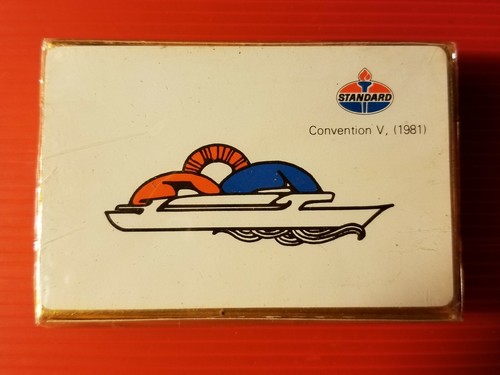 STANDARD
Convention V, (1981)